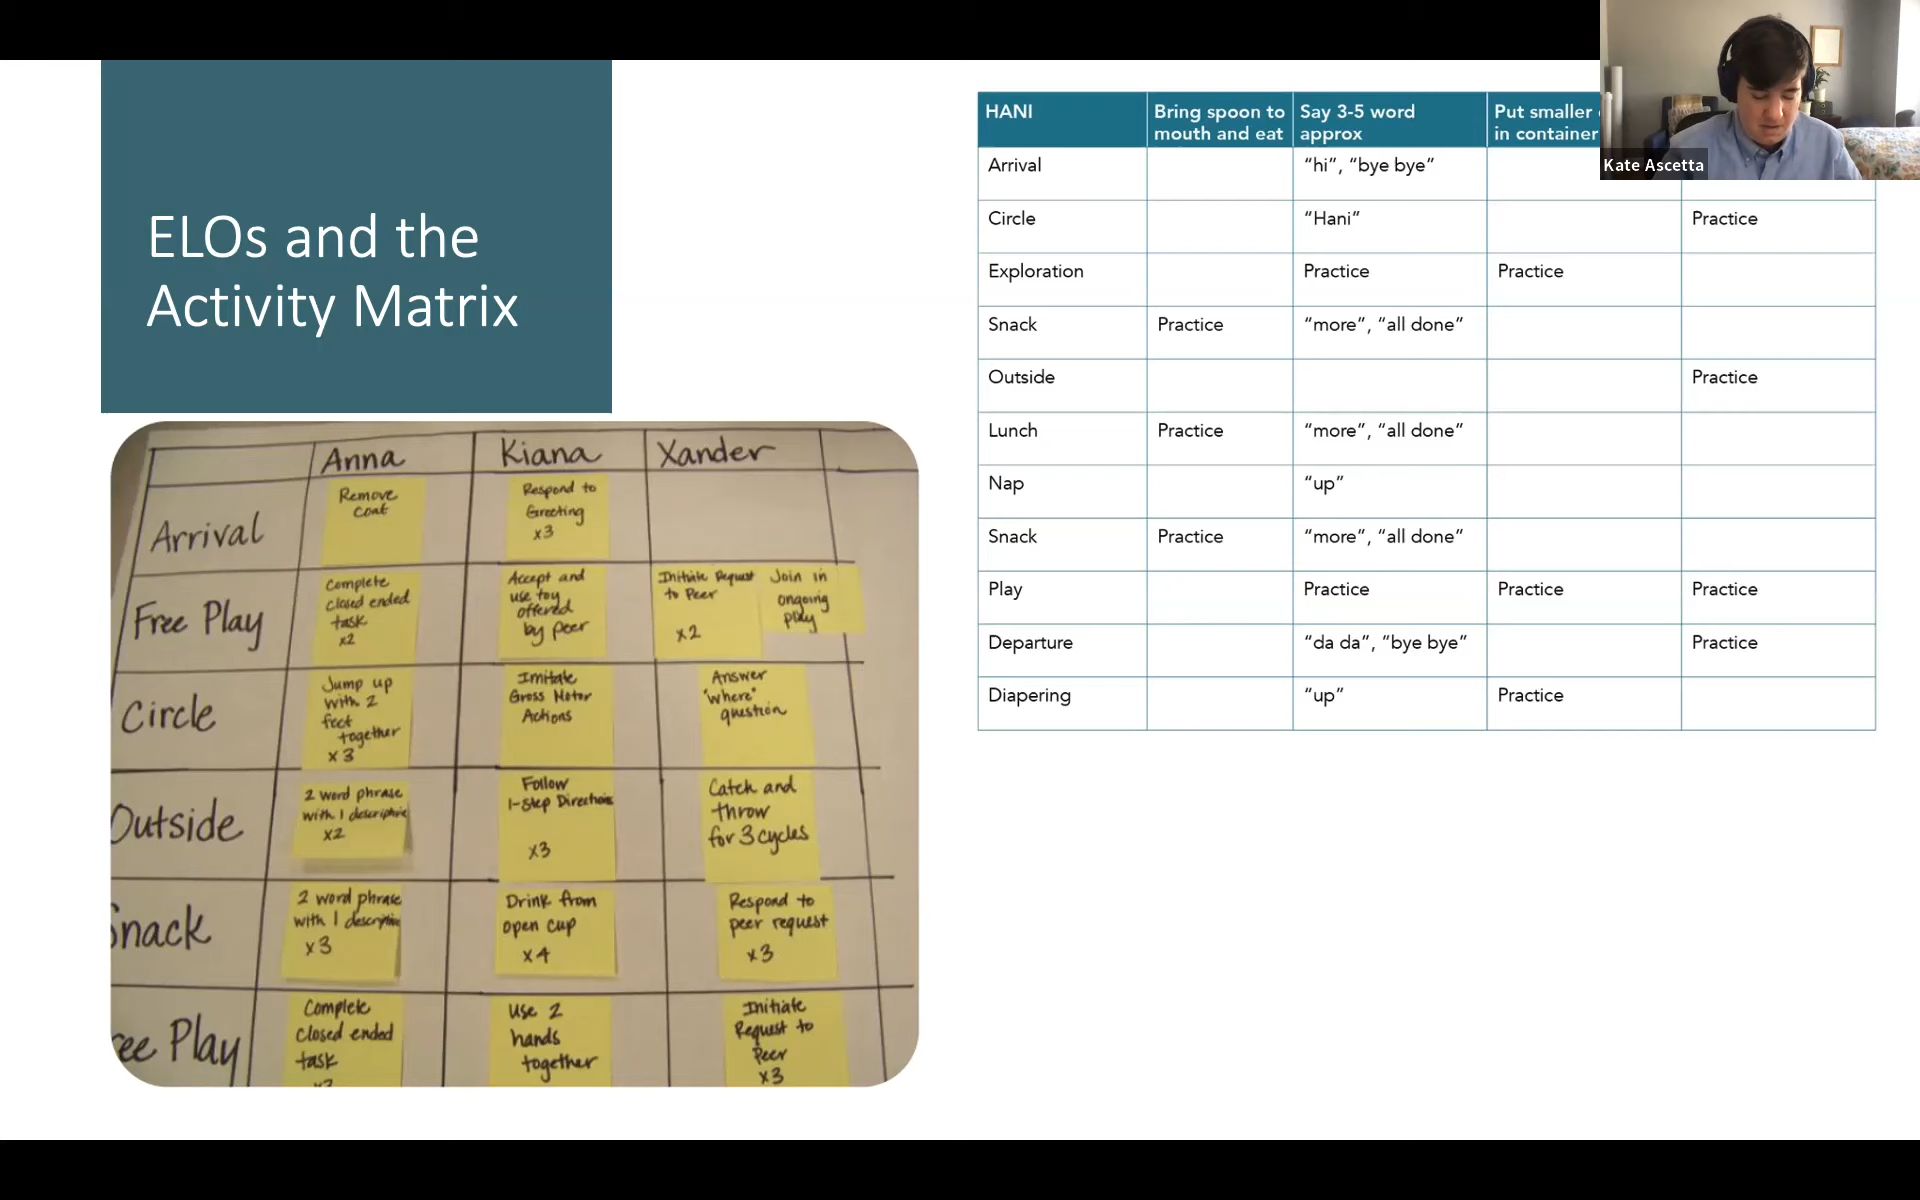 ELOs and the
Activity Matrix
HANI
Bring spoon to
mouth and eat
Say 3-5 word
approx
Put smaller
in container
Kate Ascetta
Arrival “hi”, “bye bye”
Circle “Hani” Practice
Exploration Practice Practice
Snack Practice “more”, “all done”
Outside Practice
Lunch Practice “more”, “all done”
Nap “up”
Snack Practice “more”, “all done”
Play Practice Practice Practice
Departure “da da”, “bye bye” Practice
Diapering “up” Practice
Anna Kiana Xander
Arrival
Remove
Coat
Respond to
Greeting
x3
Free Play
Complete
closed ended
task
x2
Accept and
use toy
offered
by peer
Initiate Request
to Peer
x2
Join in
ongoing
play
Circle
Jump up
with 2
feet
together
x3
Imitate
Gross Motor
Actions
Answer
"where"
question
Outside
2 word phrase
with 1 descriptive
x2
Follow
1-Step Directions
x3
Catch and
throw
for 3 cycles
Snack
2 word phrase
with 1 descriptive
x3
Drink from
open cup
x4
Respond to
peer request
x3
ee Play
Complete
closed ended
task
Use 2
hands
together
Initiate
Request to
Peer
x3